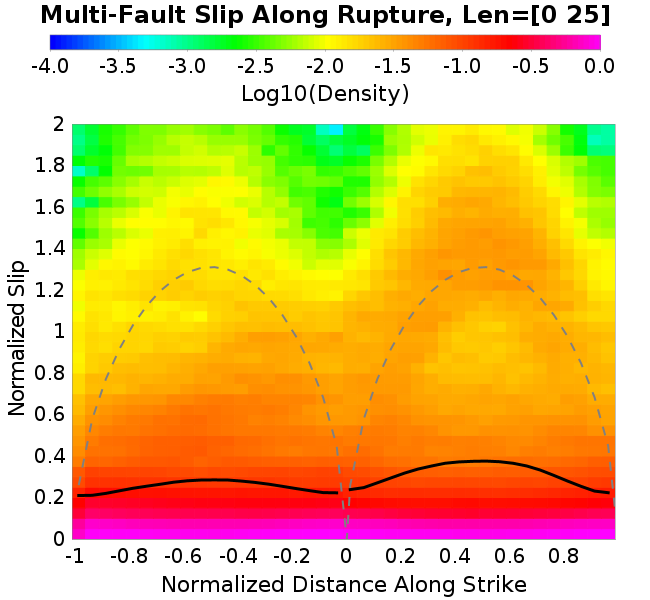 Multi-Fault Slip Along Rupture, Len=[0 25]
-4.0 -3.5 -3.0 -2.5 -2.0 -1.5 -1.0 -0.5 0.0
Log10(Density)
2
1.8
1.6
1.4
1.2
1
0.8
0.6
0.4
0.2
0
Normalized Slip
-1 -0.8 -0.6 -0.4 -0.2 0 0.2 0.4 0.6 0.8
Normalized Distance Along Strike